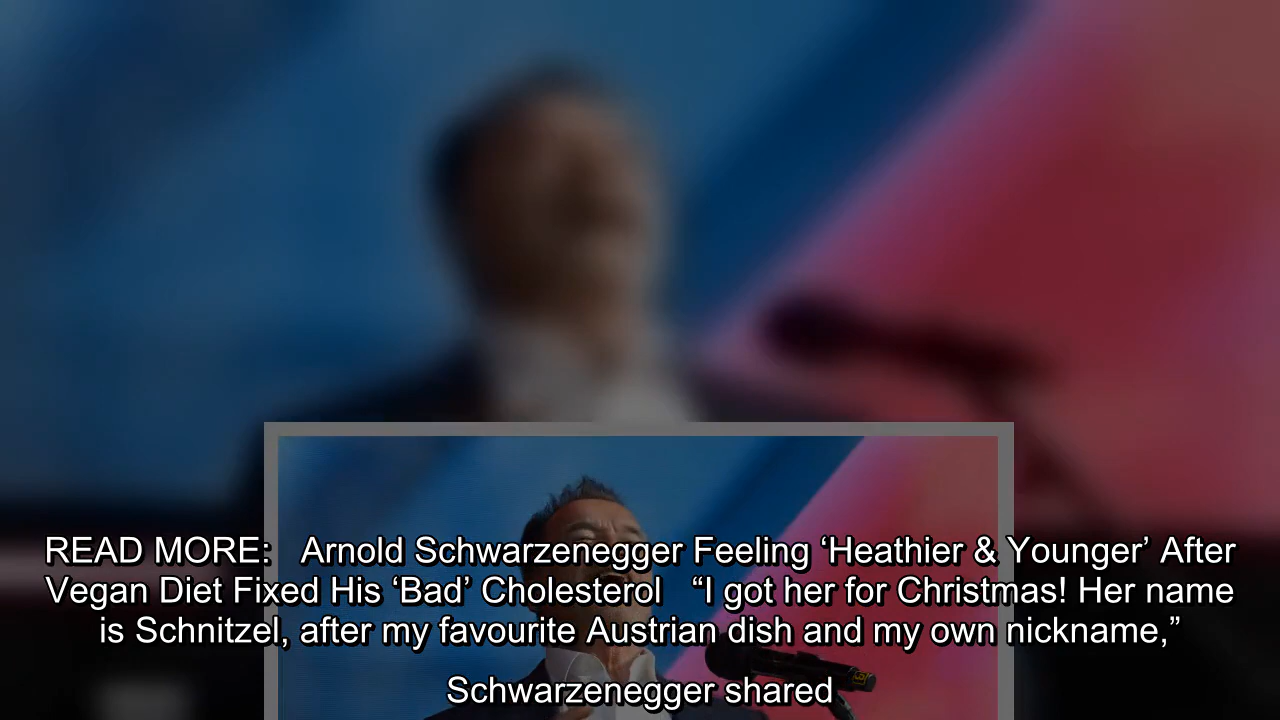 READ MORE: Arnold Schwarzenegger Feeling ‘Heathier & Younger’ After
Vegan Diet Fixed His ‘Bad’ Cholesterol “I got her for Christmas! Her name
is Schnitzel, after my favourite Austrian dish and my own nickname,”
Schwarzenegger shared